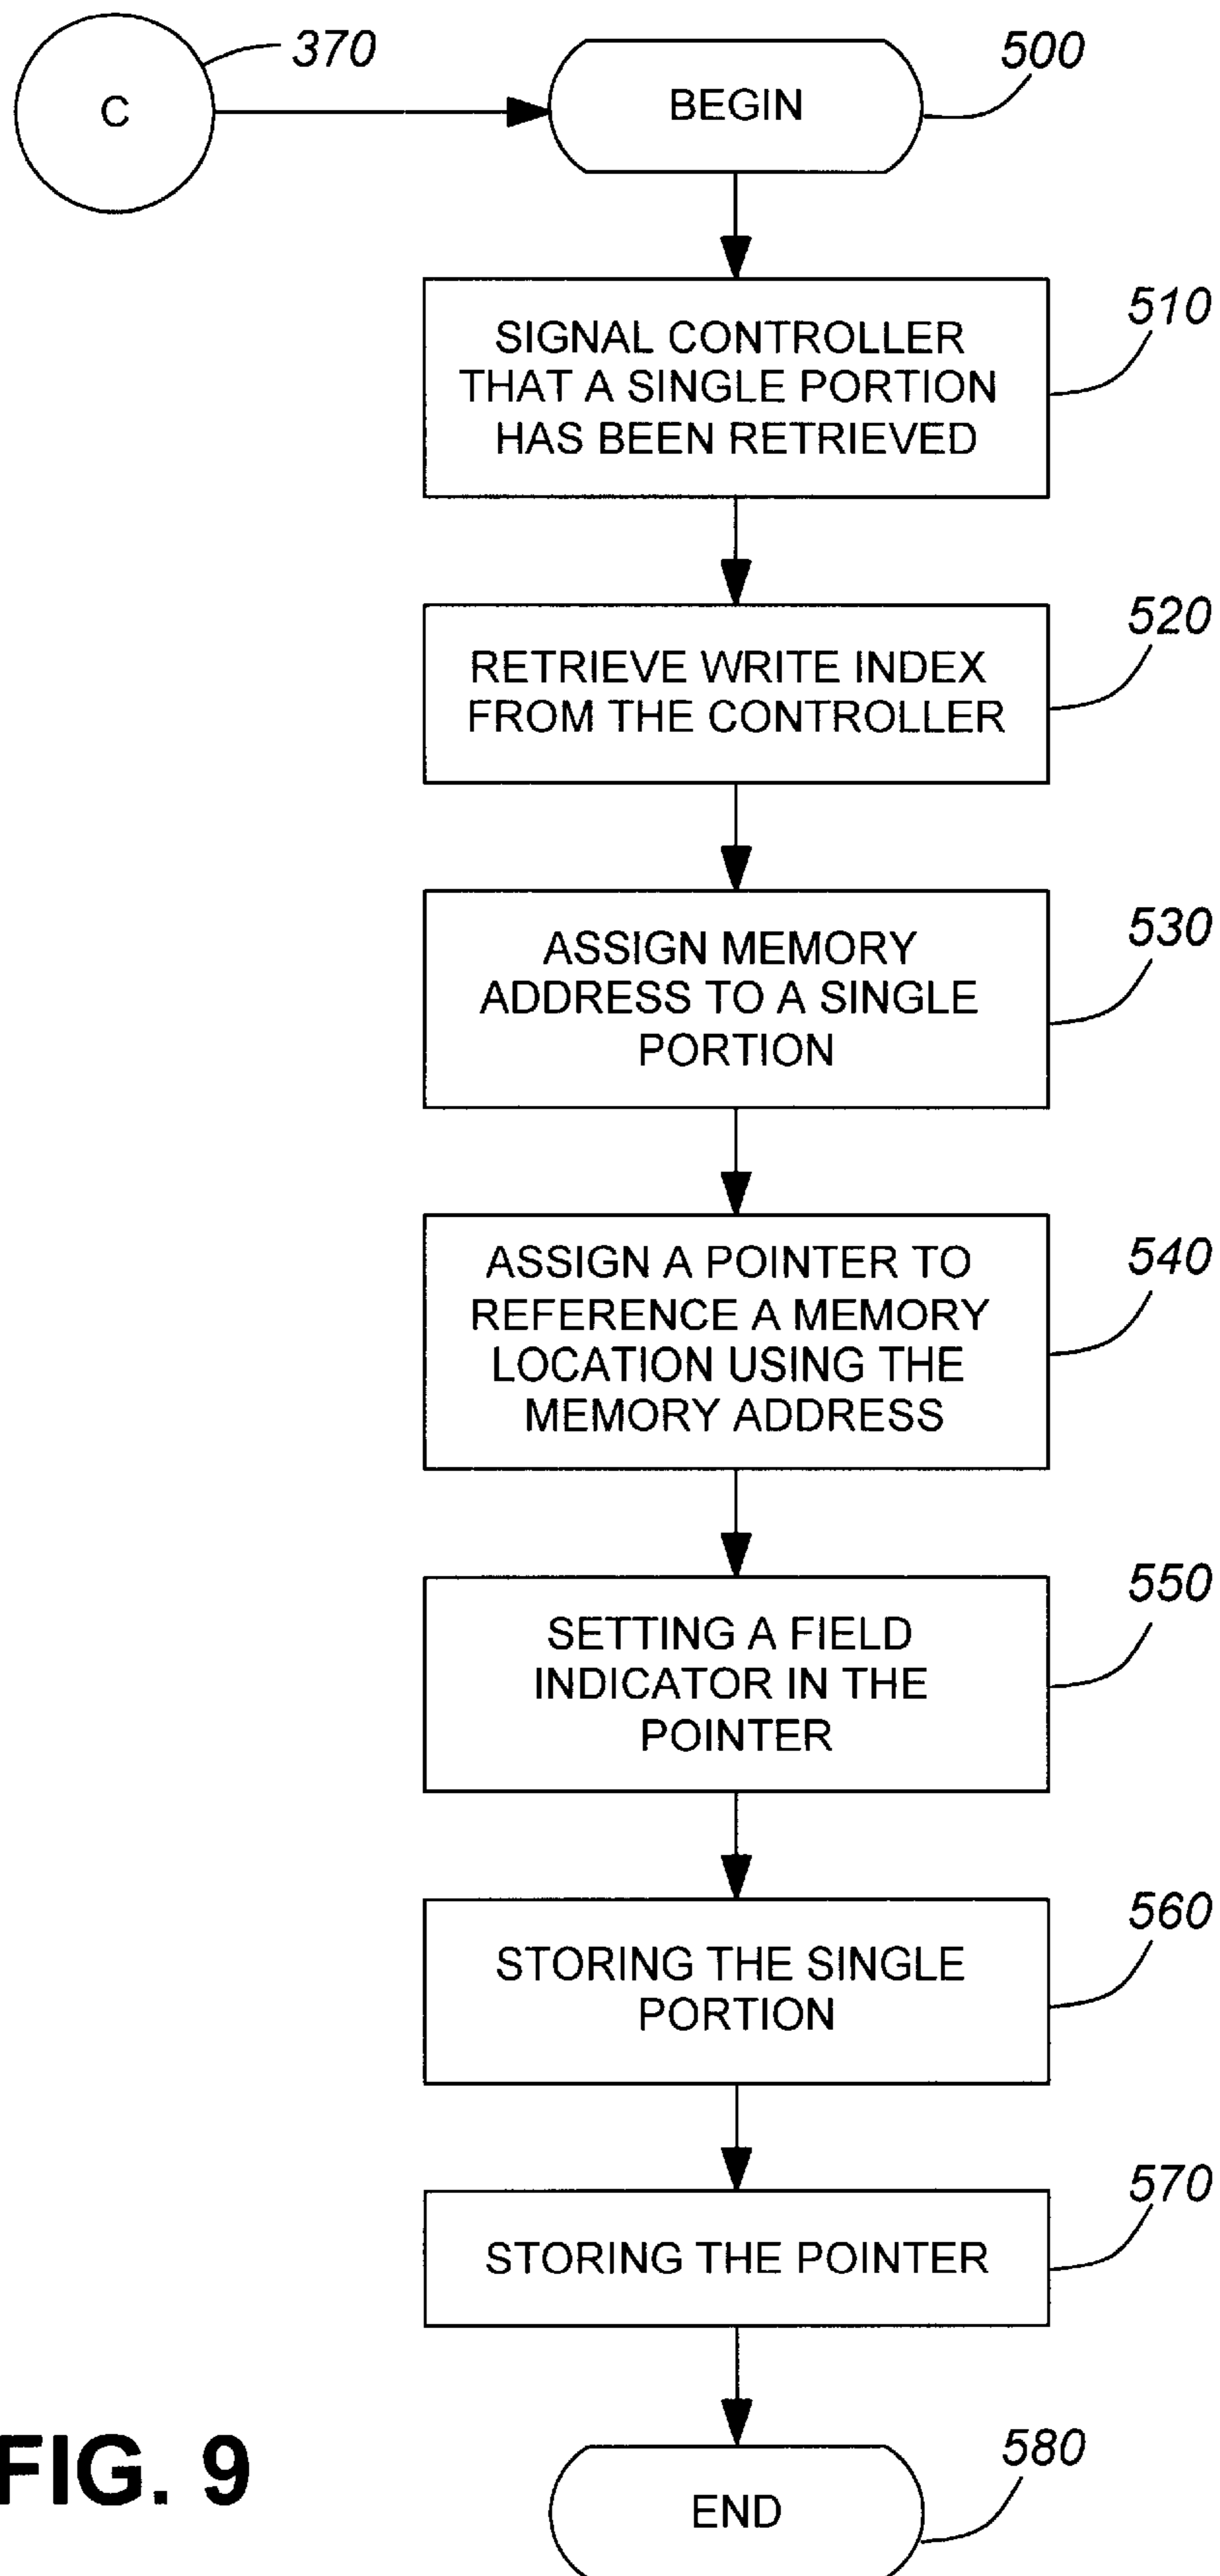 370
C
BEGIN
500
SIGNAL CONTROLLER
THAT A SINGLE PORTION
HAS BEEN RETRIEVED
510
RETRIEVE WRITE INDEX
FROM THE CONTROLLER
520
ASSIGN MEMORY
ADDRESS TO A SINGLE
PORTION
530
ASSIGN A POINTER TO
REFERENCE A MEMORY
LOCATION USING THE
MEMORY ADDRESS
540
SETTING A FIELD
INDICATOR IN THE
POINTER
550
STORING THE SINGLE
PORTION
560
STORING THE POINTER
570
END
580
FIG. 9